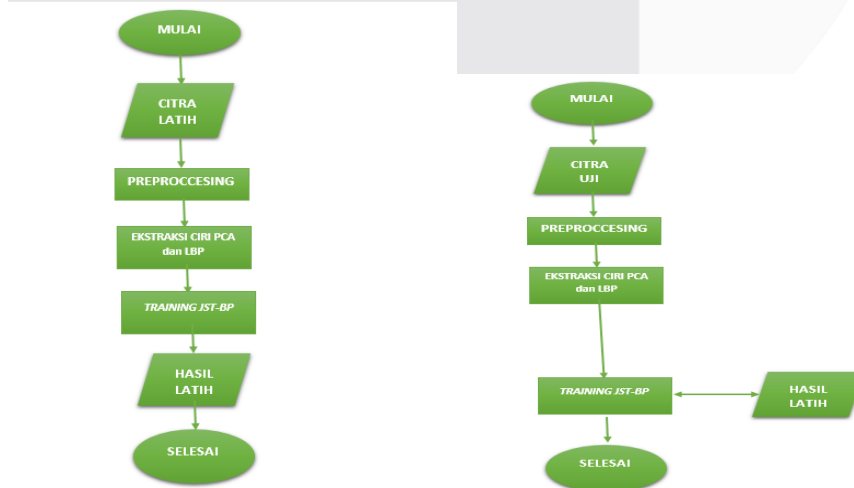 MULAI
CITRA
LATIH
PREPROCCESING
EKSTRAKSI CIRI PCA
dan LBP
TRAINING JST-BP
HASIL
LATIH
SELESAI
MULAI
CITRA
UJI
PREPROCCESING
EKSTRAKSI CIRI PCA
dan LBP
TRAINING JST-BP
HASIL
LATIH
SELESAI